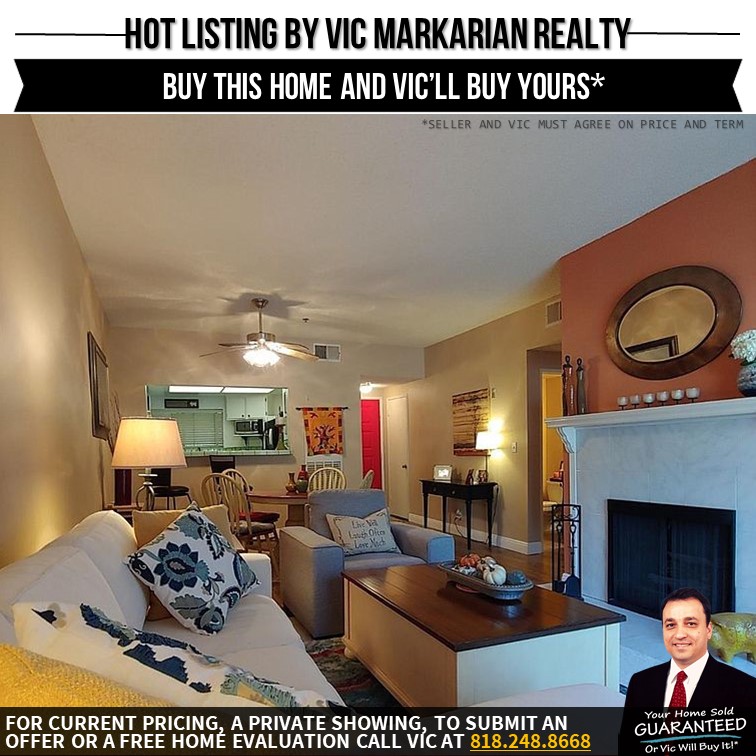 HOT LISTING BY VIC MARKARIAN REALTY
BUY THIS HOME AND VIC'LL BUY YOURS*
*SELLER AND VIC MUST AGREE ON PRICE AND TERM
Live Well
Laugh Often
Love Much
Your Home Sold
GUARANTEED
Or Vic Will Buy It!
FOR CURRENT PRICING, A PRIVATE SHOWING, TO SUBMIT AN
OFFER OR A FREE HOME EVALUATION CALL VIC AT 818.248.8668